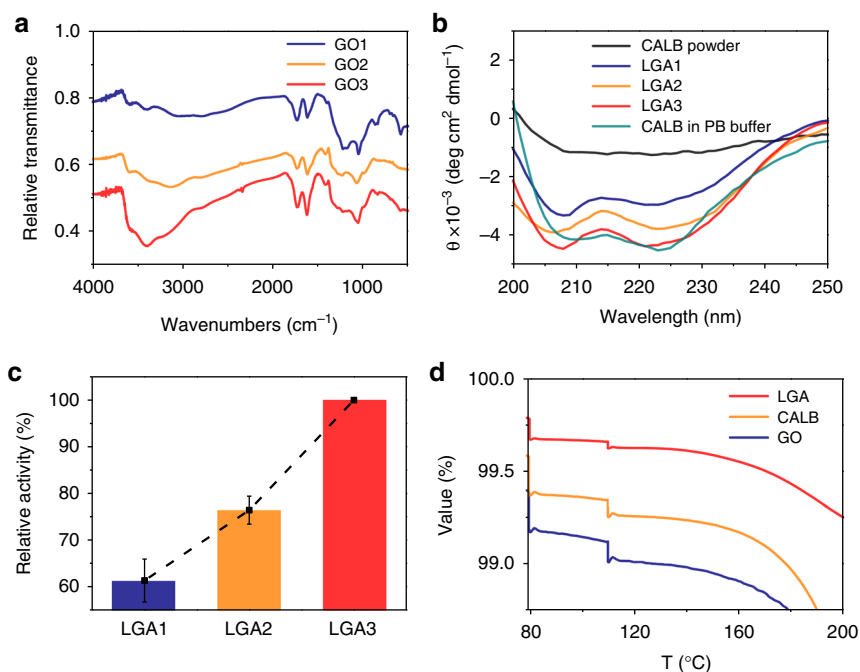 a
1.0
0.8
0.6
0.4
Relative transmittance
GO1
GO2
GO3
4000
3000
2000
1000
Wavenumbers (cm⁻¹)
b
0
−2
−4
−6
θ ×10⁻³ (deg cm² dmol⁻¹)
CALB powder
LGA1
LGA2
LGA3
CALB in PB buffer
200
210
220
230
240
250
Wavelength (nm)
c
100
90
80
70
60
Relative activity (%)
LGA1
LGA2
LGA3
d
100.0
99.5
99.0
Value (%)
LGA
CALB
GO
80
120
160
200
T (°C)